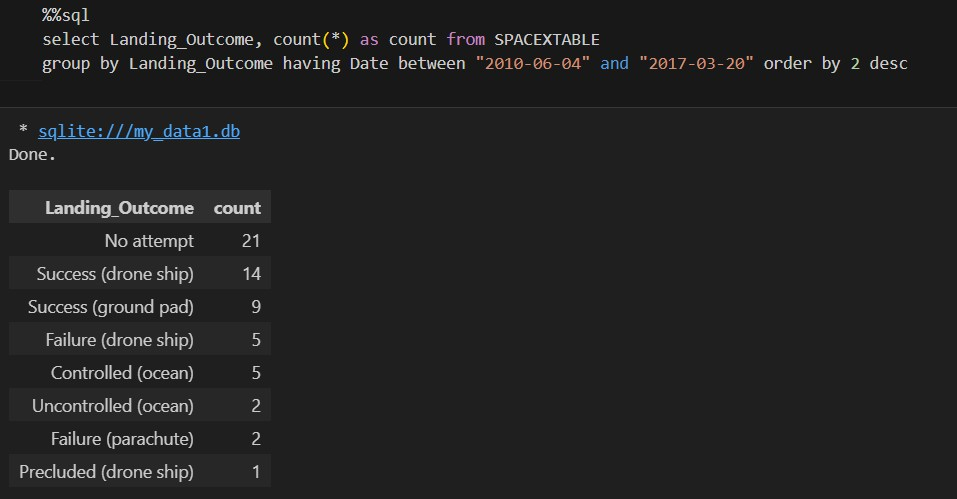 %%sql
select Landing_Outcome, count(*) as count from SPACEXTABLE
group by Landing_Outcome having Date between "2010-06-04" and "2017-03-20" order by 2 desc
* sqlite:///my_data1.db
Done.
Landing_Outcome count
No attempt 21
Success (drone ship) 14
Success (ground pad) 9
Failure (drone ship) 5
Controlled (ocean) 5
Uncontrolled (ocean) 2
Failure (parachute) 2
Precluded (drone ship) 1